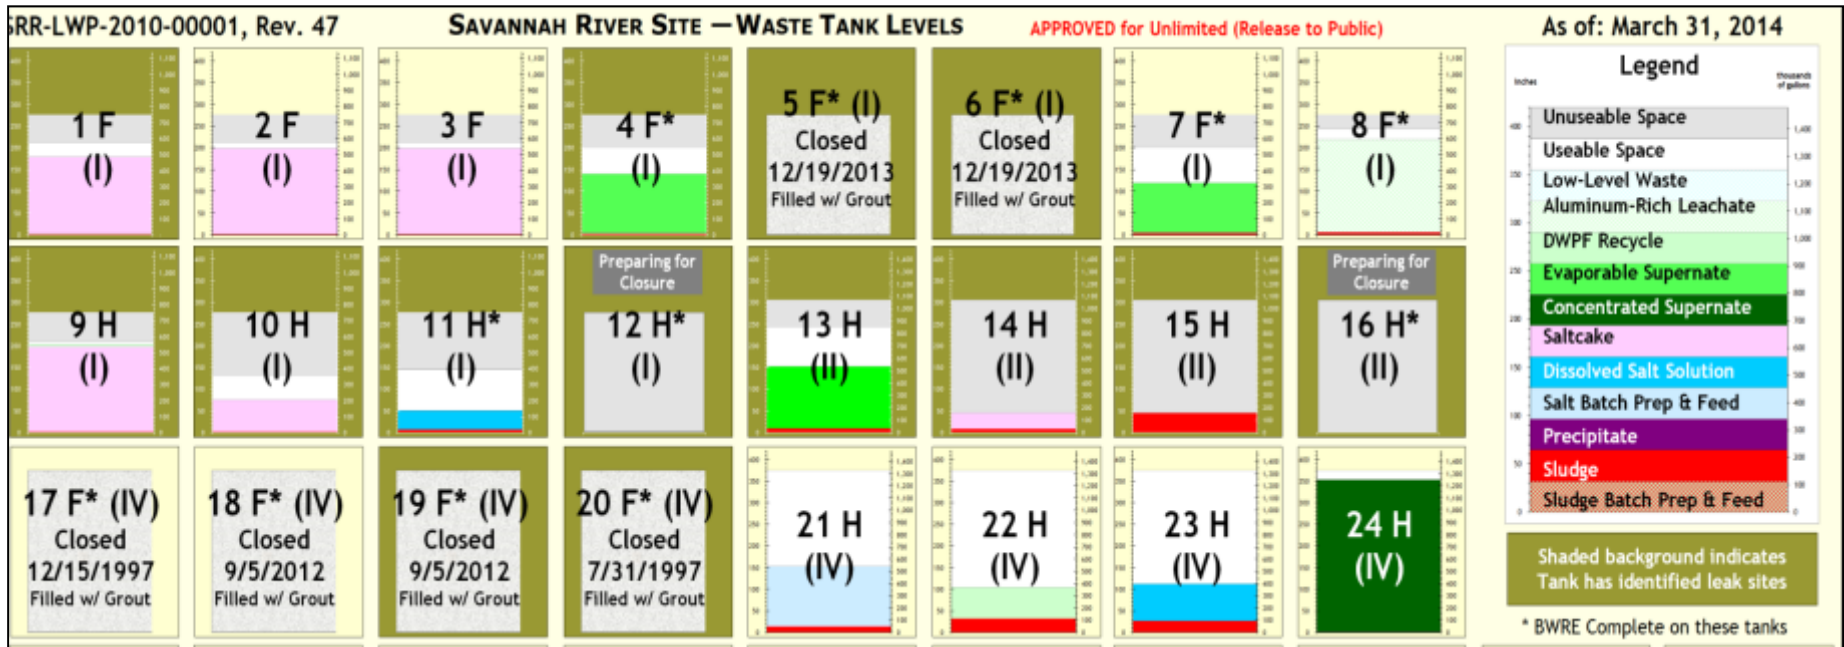 SRR-LWP-2010-00001, Rev. 47
SAVANNAH RIVER SITE — WASTE TANK LEVELS
APPROVED for Unlimited (Release to Public)
As of: March 31, 2014
1 F
(I)
2 F
(I)
3 F
(I)
4 F*
(I)
5 F* (I)
Closed
12/19/2013
Filled w/ Grout
6 F* (I)
Closed
12/19/2013
Filled w/ Grout
7 F*
(I)
8 F*
(I)
9 H
(I)
10 H
(I)
11 H*
(I)
Preparing for
Closure
12 H*
(I)
13 H
(II)
14 H
(II)
15 H
(II)
Preparing for
Closure
16 H*
(II)
17 F* (IV)
Closed
12/15/1997
Filled w/ Grout
18 F* (IV)
Closed
9/5/2012
Filled w/ Grout
19 F* (IV)
Closed
9/5/2012
Filled w/ Grout
20 F* (IV)
Closed
7/31/1997
Filled w/ Grout
21 H
(IV)
22 H
(IV)
23 H
(IV)
24 H
(IV)
Legend
inches
thousands
of gallons
Unuseable Space
Useable Space
Low-Level Waste
Aluminum-Rich Leachate
DWPF Recycle
Evaporable Supernate
Concentrated Supernate
Saltcake
Dissolved Salt Solution
Salt Batch Prep & Feed
Precipitate
Sludge
Sludge Batch Prep & Feed
Shaded background indicates
Tank has identified leak sites
* BWRE Complete on these tanks